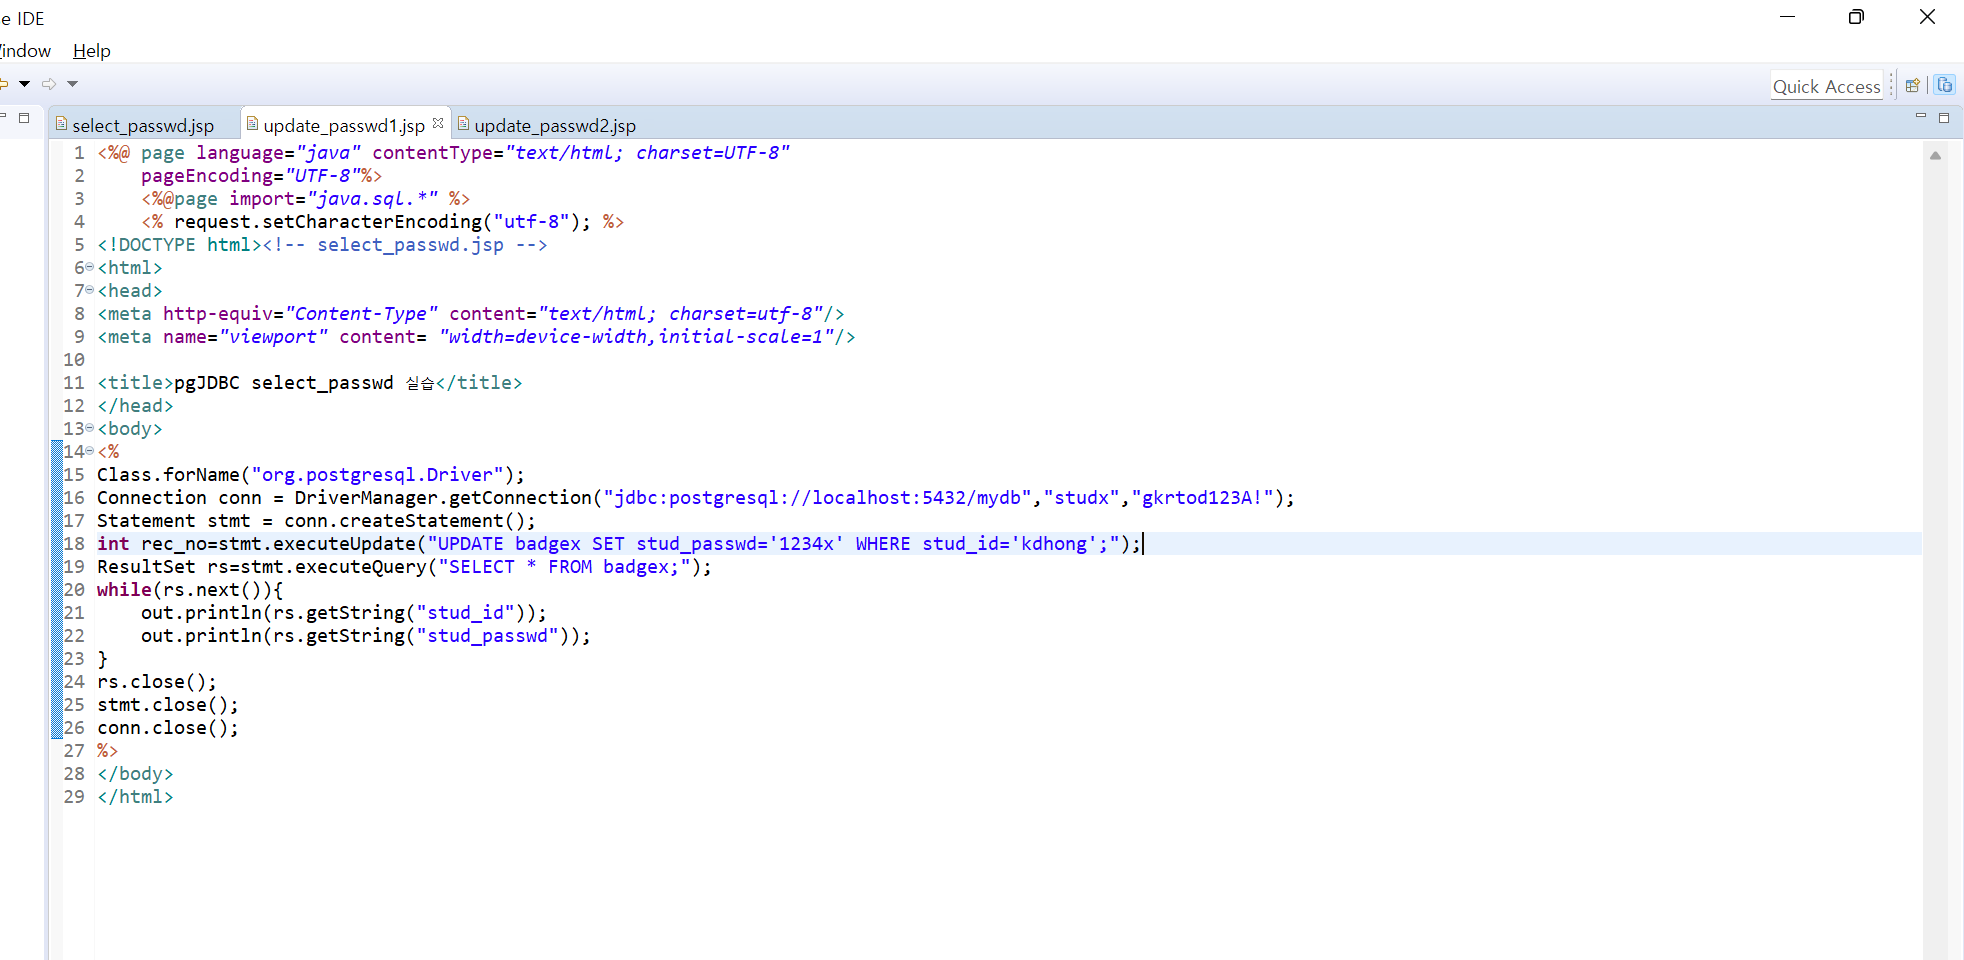 e IDE
indow Help
Quick Access
select_passwd.jsp update_passwd1.jsp update_passwd2.jsp
1 <%@ page language="java" contentType="text/html; charset=UTF-8"
2     pageEncoding="UTF-8"%>
3     <%@page import="java.sql.*" %>
4     <% request.setCharacterEncoding("utf-8"); %>
5 <!DOCTYPE html><!-- select_passwd.jsp -->
6 <html>
7 <head>
8 <meta http-equiv="Content-Type" content="text/html; charset=utf-8"/>
9 <meta name="viewport" content= "width=device-width,initial-scale=1"/>
10
11 <title>pgJDBC select_passwd 실습</title>
12 </head>
13 <body>
14 <%
15 Class.forName("org.postgresql.Driver");
16 Connection conn = DriverManager.getConnection("jdbc:postgresql://localhost:5432/mydb","studx","gkrtod123A!");
17 Statement stmt = conn.createStatement();
18 int rec_no=stmt.executeUpdate("UPDATE badgex SET stud_passwd='1234x' WHERE stud_id='kdhong';");
19 ResultSet rs=stmt.executeQuery("SELECT * FROM badgex;");
20 while(rs.next()){
21     out.println(rs.getString("stud_id"));
22     out.println(rs.getString("stud_passwd"));
23 }
24 rs.close();
25 stmt.close();
26 conn.close();
27 %>
28 </body>
29 </html>